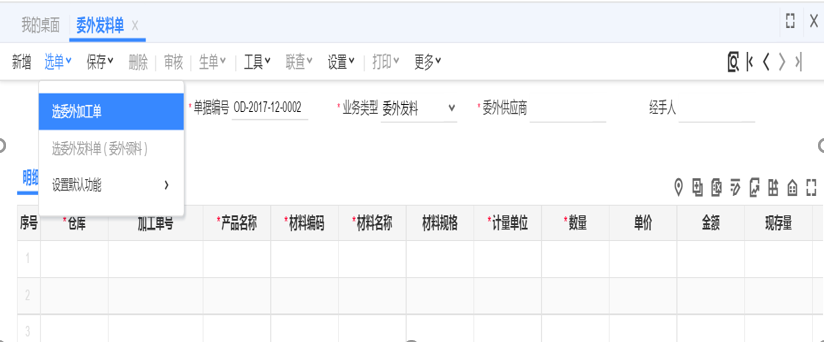 我的桌面 委外发料单 ×
新增 选单 保存 删除 审核 生单 工具 联查 设置 打印 更多
选委外加工单
选委外发料单(委外领料)
设置默认功能
*单据编号 OD-2017-12-0002 *业务类型 委外发料 *委外供应商 经手人
明细
序号 *仓库 加工单号 *产品名称 *材料编码 *材料名称 材料规格 *计量单位 *数量 单价 金额 现存量
1
2
3